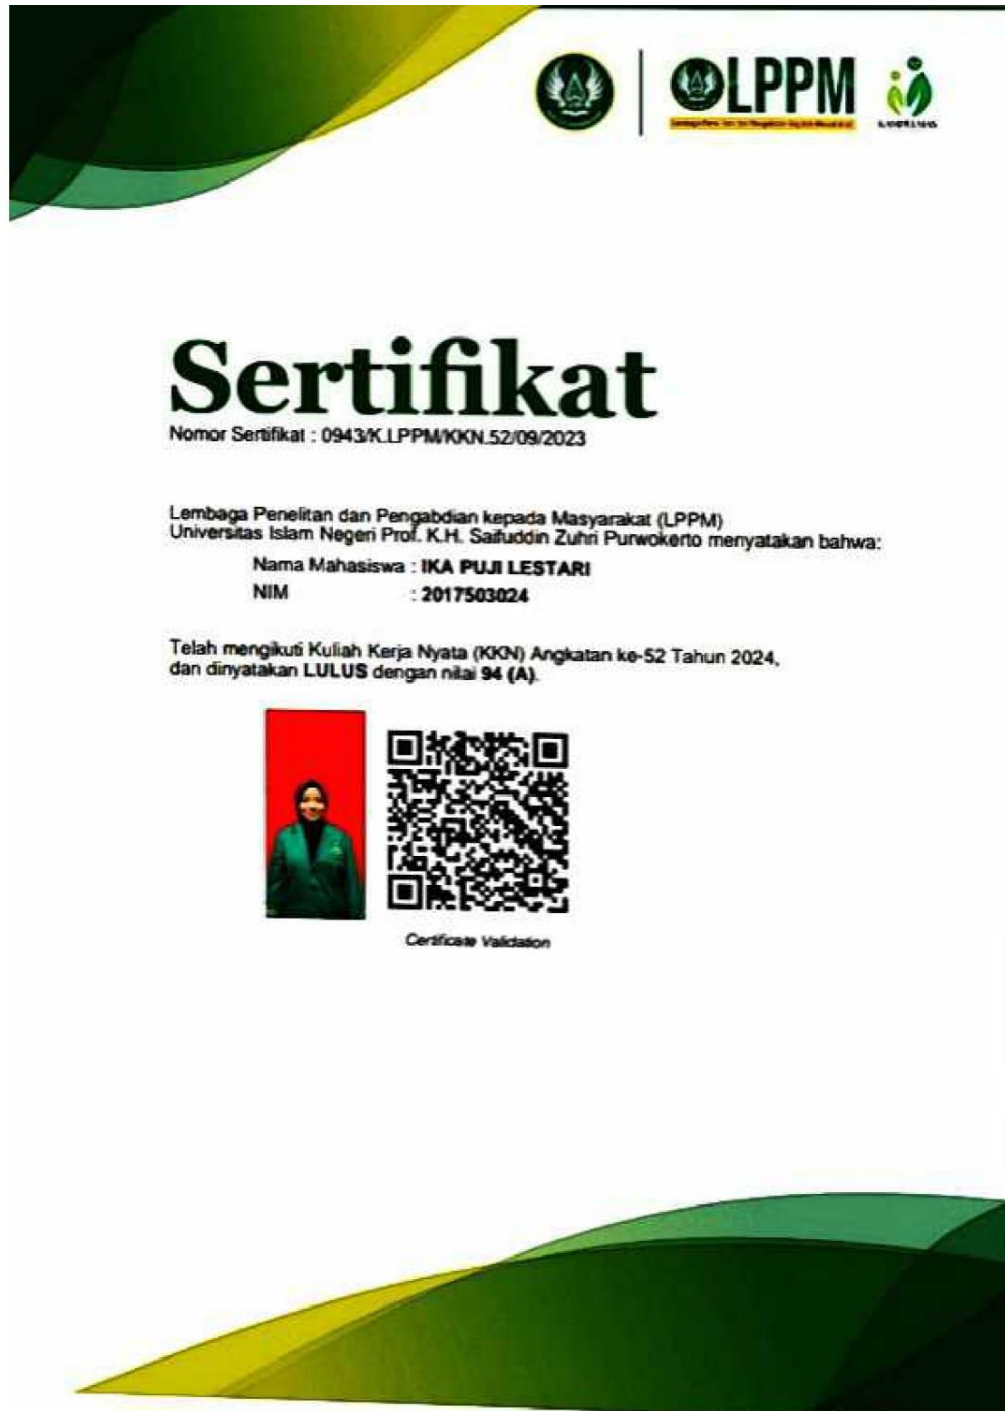 LPPM
Sertifikat
Nomor Sertifikat : 0943/K.LPPM/KKN.52/09/2023
Lembaga Penelitan dan Pengabdian kepada Masyarakat (LPPM)
Universitas Islam Negeri Prof. K.H. Saifuddin Zuhri Purwokerto menyatakan bahwa:
Nama Mahasiswa : IKA PUJI LESTARI
NIM : 2017503024
Telah mengikuti Kuliah Kerja Nyata (KKN) Angkatan ke-52 Tahun 2024,
dan dinyatakan LULUS dengan nilai 94 (A).
Certificate Validation